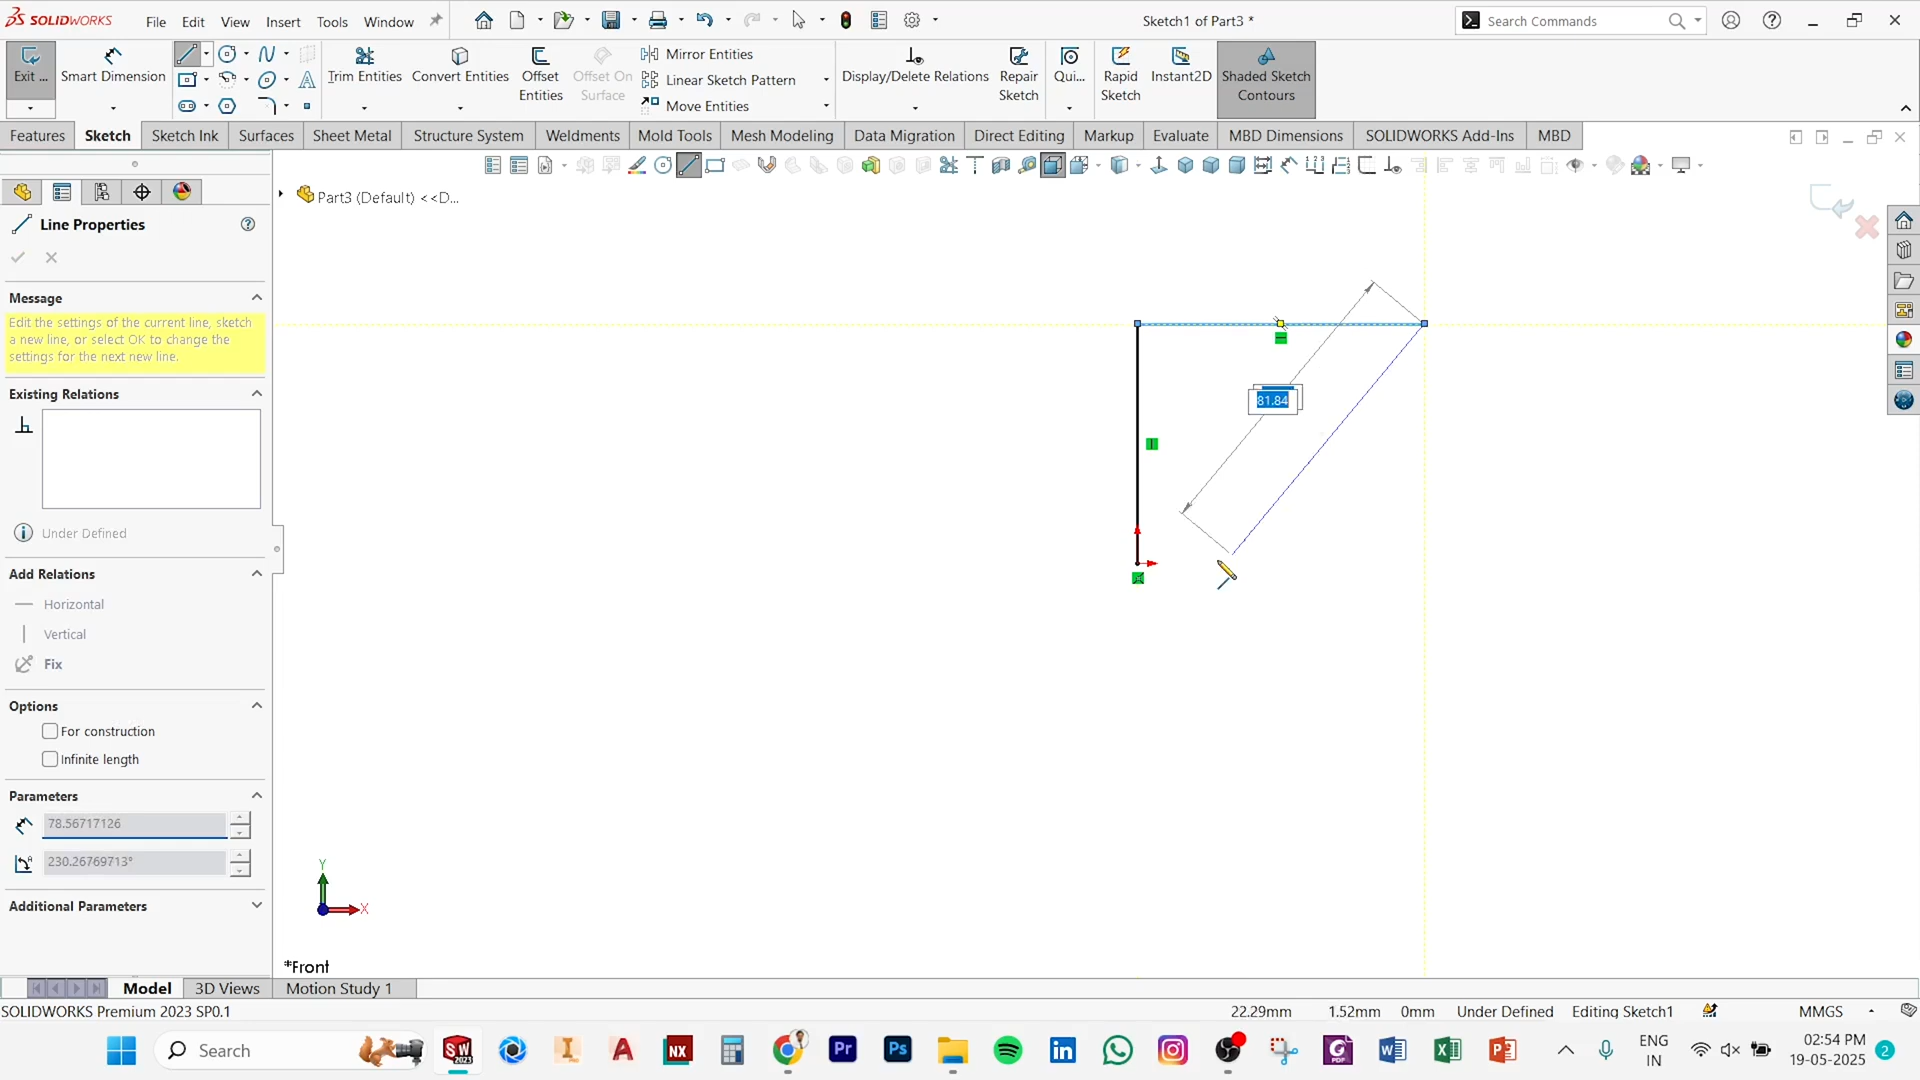 SOLIDWORKS File Edit View Insert Tools Window Sketch1 of Part3 * Search Commands
Exit ... Smart Dimension Trim Entities Convert Entities Offset Entities Offset On Surface Mirror Entities Linear Sketch Pattern Move Entities Display/Delete Relations Repair Sketch Qui... Rapid Sketch Instant2D Shaded Sketch Contours
Features Sketch Sketch Ink Surfaces Sheet Metal Structure System Weldments Mold Tools Mesh Modeling Data Migration Direct Editing Markup Evaluate MBD Dimensions SOLIDWORKS Add-Ins MBD
Part3 (Default) <<D...
Line Properties
Message
Edit the settings of the current line, sketch
a new line, or select OK to change the
settings for the next new line.
Existing Relations
Under Defined
Add Relations
Horizontal
Vertical
Fix
Options
For construction
Infinite length
Parameters
78.56717126
230.26769713°
Additional Parameters
81.84
Y
X
*Front
Model 3D Views Motion Study 1
SOLIDWORKS Premium 2023 SP0.1 22.29mm 1.52mm 0mm Under Defined Editing Sketch1 MMGS
Search
ENG
IN
02:54 PM
19-05-2025
2